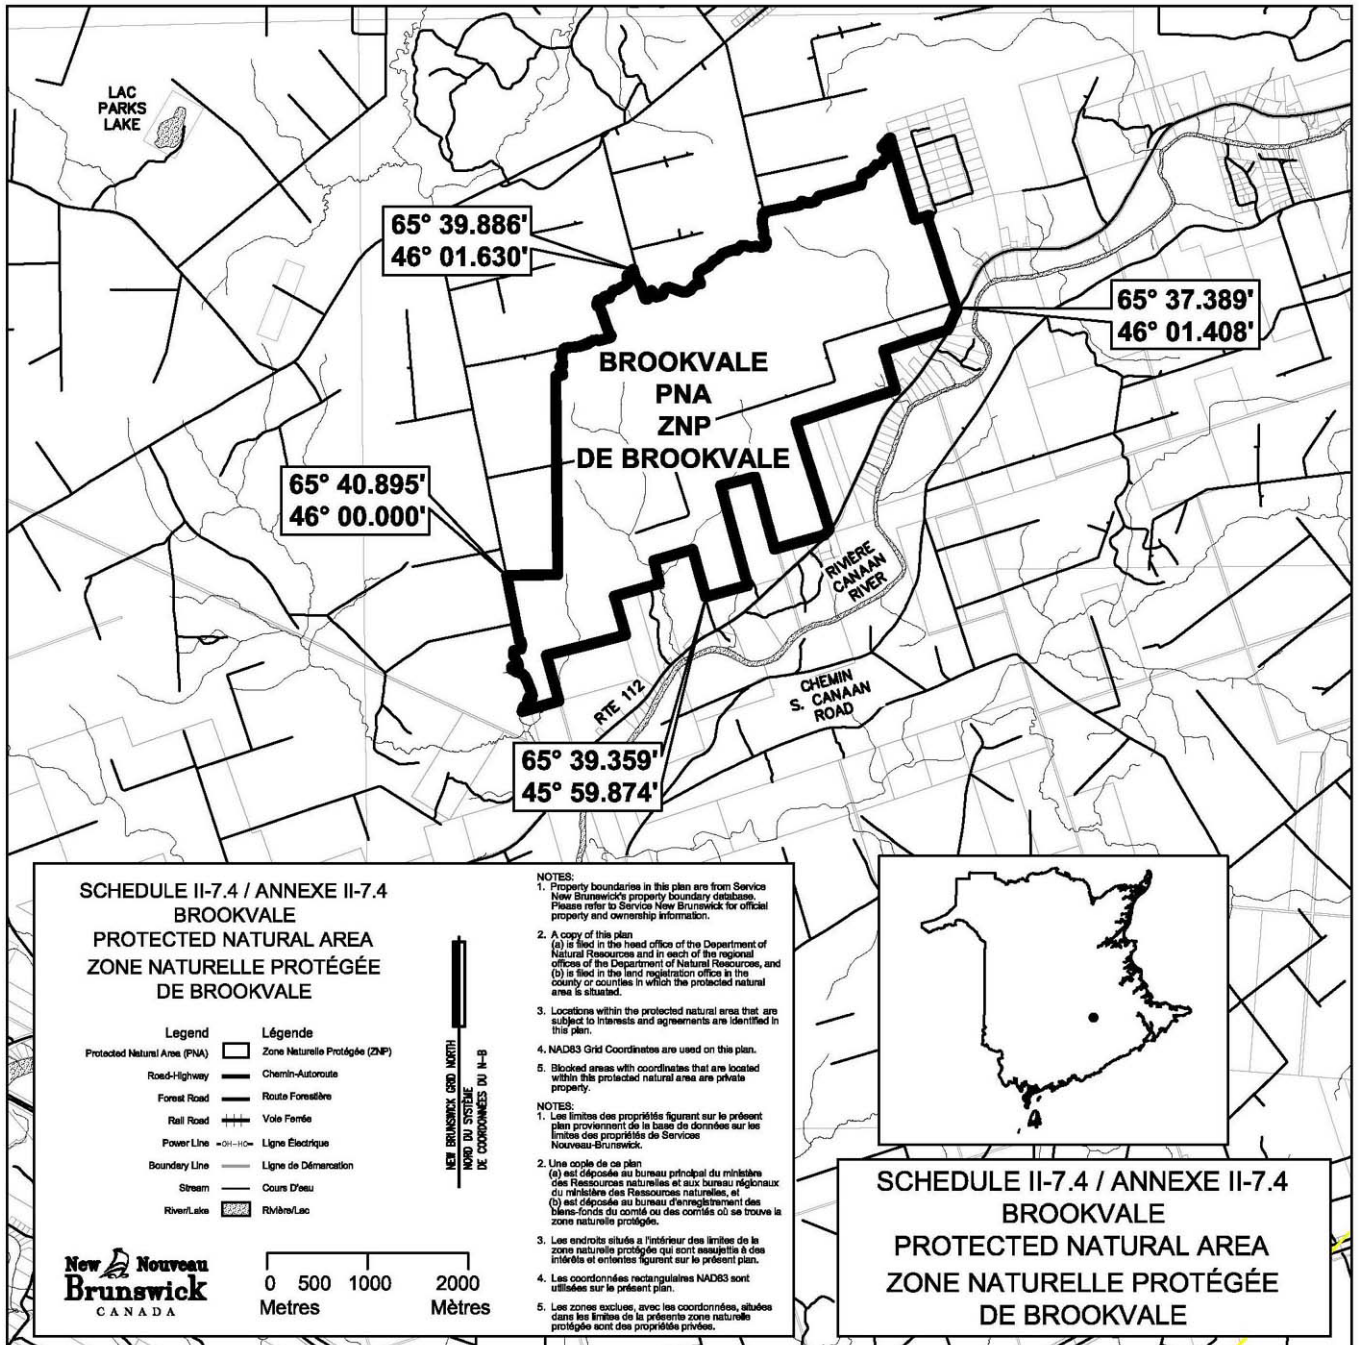 LAC
PARKS
LAKE
65° 39.886'
46° 01.630'
65° 37.389'
46° 01.408'
BROOKVALE
PNA
ZNP
DE BROOKVALE
65° 40.895'
46° 00.000'
RIVIÈRE
CANAAN
RIVER
CHEMIN
S. CANAAN
ROAD
RTE 112
65° 39.359'
45° 59.874'
SCHEDULE II-7.4 / ANNEXE II-7.4
BROOKVALE
PROTECTED NATURAL AREA
ZONE NATURELLE PROTÉGÉE
DE BROOKVALE
Legend Légende
Protected Natural Area (PNA) Zone Naturelle Protégée (ZNP)
Road-Highway Chemin-Autoroute
Forest Road Route Forestière
Rail Road Voie Ferrée
Power Line -OH-HO- Ligne Électrique
Boundary Line Ligne de Démarcation
Stream Cours D'eau
River/Lake Rivière/Lac
NEW BRUNSWICK GRID NORTH
NORD DU SYSTÈME
DE COORDONNÉES DU N-B
New Nouveau
Brunswick
CANADA
0 500 1000 2000
Metres Mètres
NOTES:
1. Property boundaries in this plan are from Service
New Brunswick's property boundary database.
Please refer to Service New Brunswick for official
property and ownership information.
2. A copy of this plan
(a) is filed in the head office of the Department of
Natural Resources and in each of the regional
offices of the Department of Natural Resources, and
(b) is filed in the land registration office in the
county or counties in which the protected natural
area is situated.
3. Locations within the protected natural area that are
subject to interests and agreements are identified in
this plan.
4. NAD83 Grid Coordinates are used on this plan.
5. Blocked areas with coordinates that are located
within this protected natural area are private
property.
NOTES:
1. Les limites des propriétés figurant sur le présent
plan proviennent de la base de données sur les
limites des propriétés de Services
Nouveau-Brunswick.
2. Une copie de ce plan
(a) est déposée au bureau principal du ministère
des Ressources naturelles et aux bureau régionaux
du ministère des Ressources naturelles, et
(b) est déposée au bureau d'enregistrement des
biens-fonds du comté ou des comtés où se trouve la
zone naturelle protégée.
3. Les endroits situés a l'intérieur des limites de la
zone naturelle protégée qui sont assujettis à des
intérêts et ententes figurent sur le présent plan.
4. Les coordonnées rectangulaires NAD83 sont
utilisées sur le présent plan.
5. Les zones exclues, avec les coordonnées, situées
dans les limites de la présente zone naturelle
protégée sont des propriétés privées.
SCHEDULE II-7.4 / ANNEXE II-7.4
BROOKVALE
PROTECTED NATURAL AREA
ZONE NATURELLE PROTÉGÉE
DE BROOKVALE